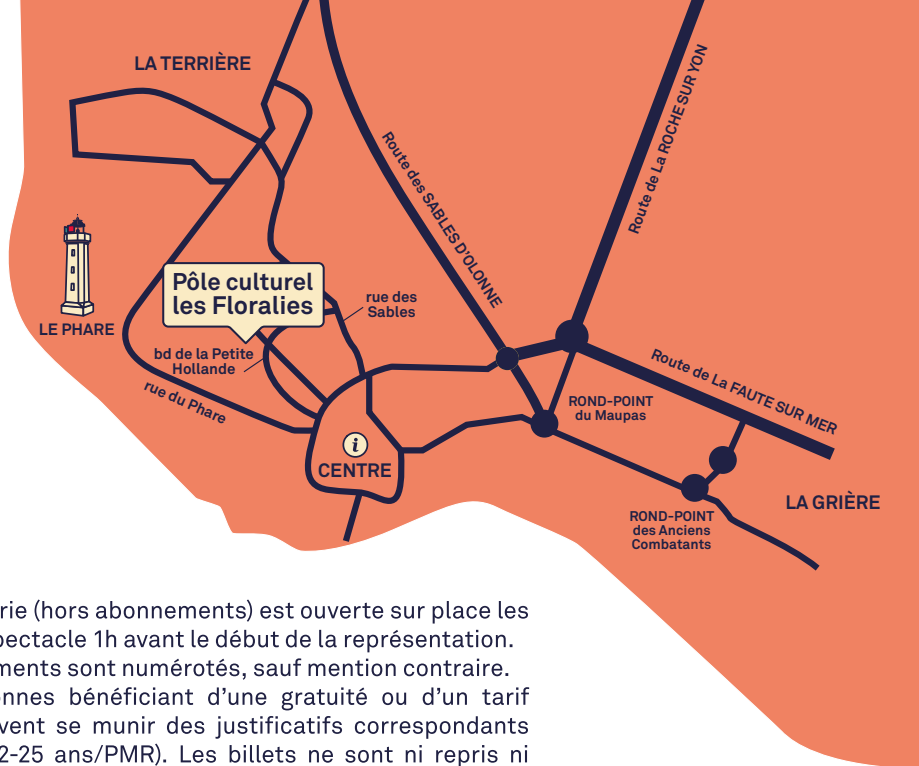 LA TERRIÈRE
Route des SABLES D'OLONNE
Route de La ROCHE SUR YON
Pôle culturel
les Floralies
rue des
Sables
LE PHARE
bd de la Petite
Hollande
rue du Phare
Route de La FAUTE SUR MER
ROND-POINT
du Maupas
i
CENTRE
LA GRIÈRE
ROND-POINT
des Anciens
Combatants
rie (hors abonnements) est ouverte sur place les
pectacle 1h avant le début de la représentation.
ments sont numérotés, sauf mention contraire.
onnes bénéficiant d'une gratuité ou d'un tarif
vent se munir des justificatifs correspondants
2-25 ans/PMR). Les billets ne sont ni repris ni